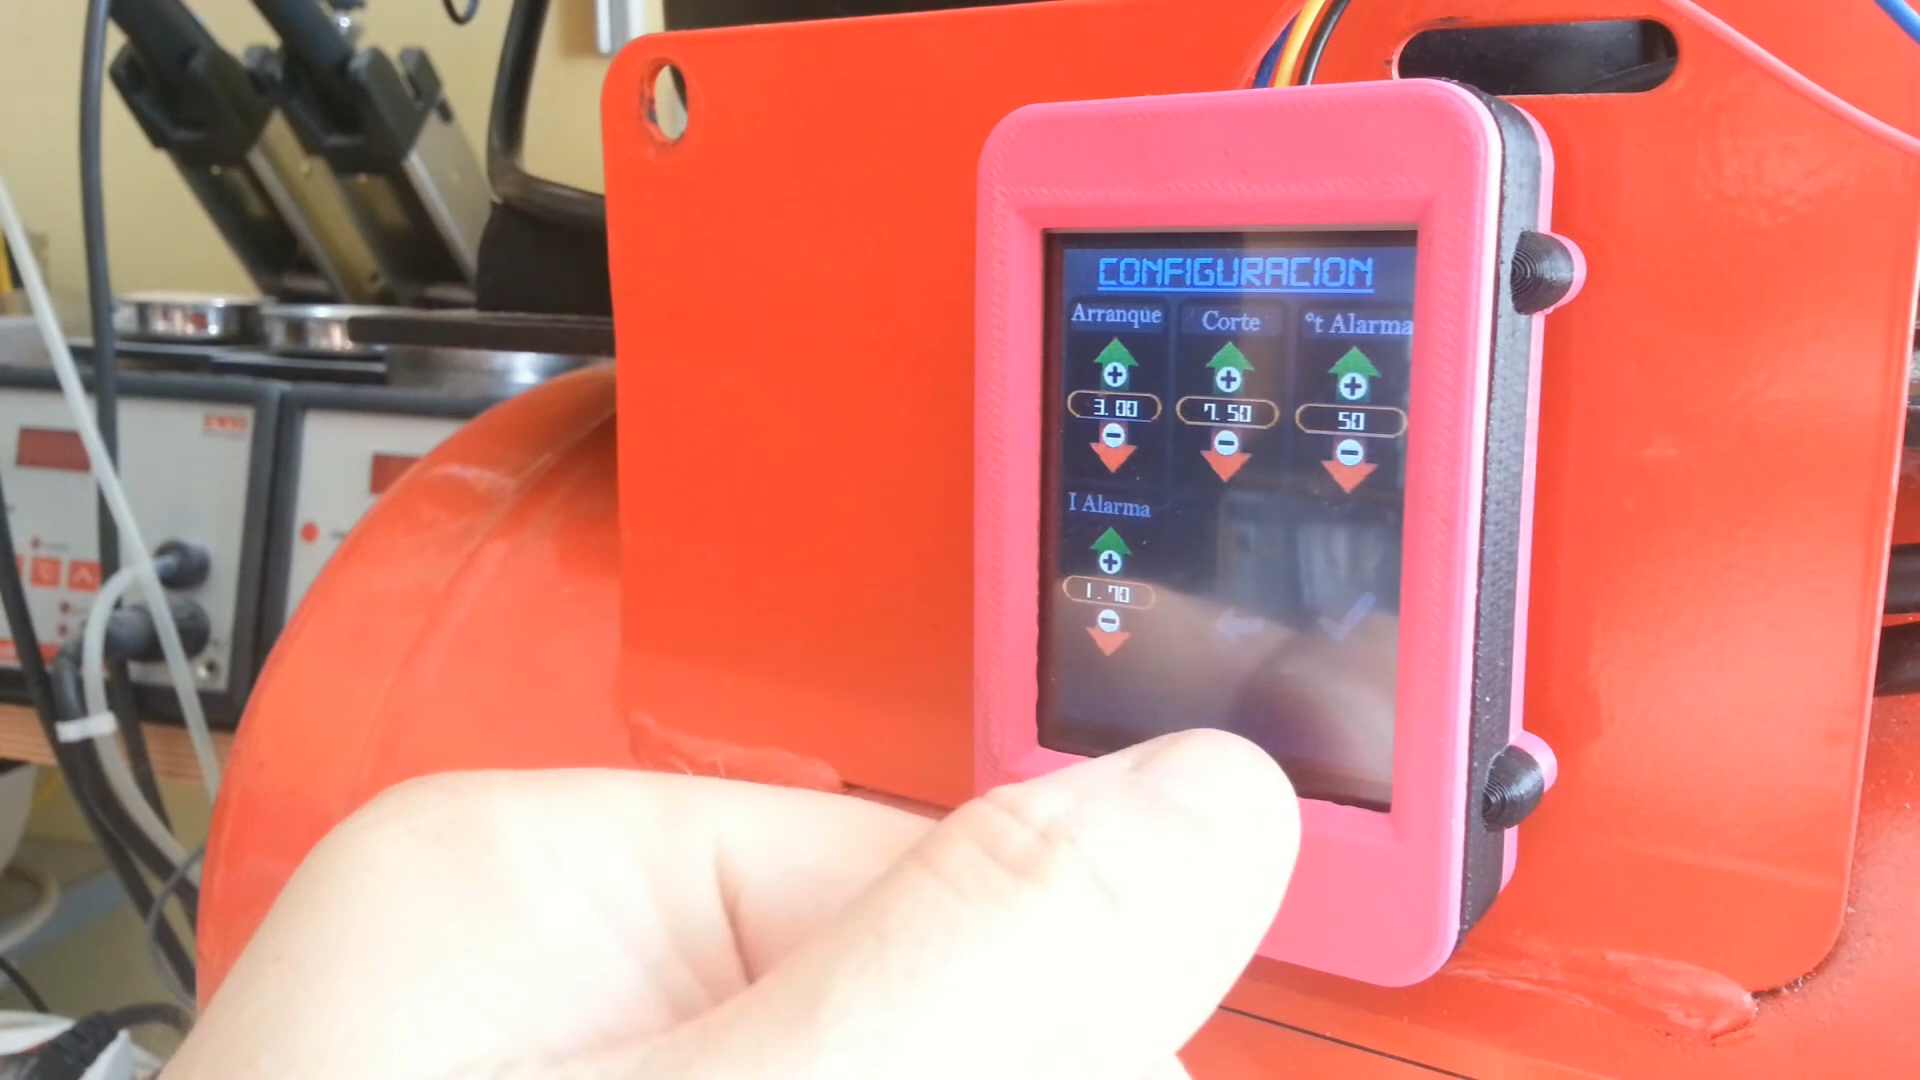 CONFIGURACION
Arranque Corte °t Alarma
3.00 7.50 50
I Alarma
1.70